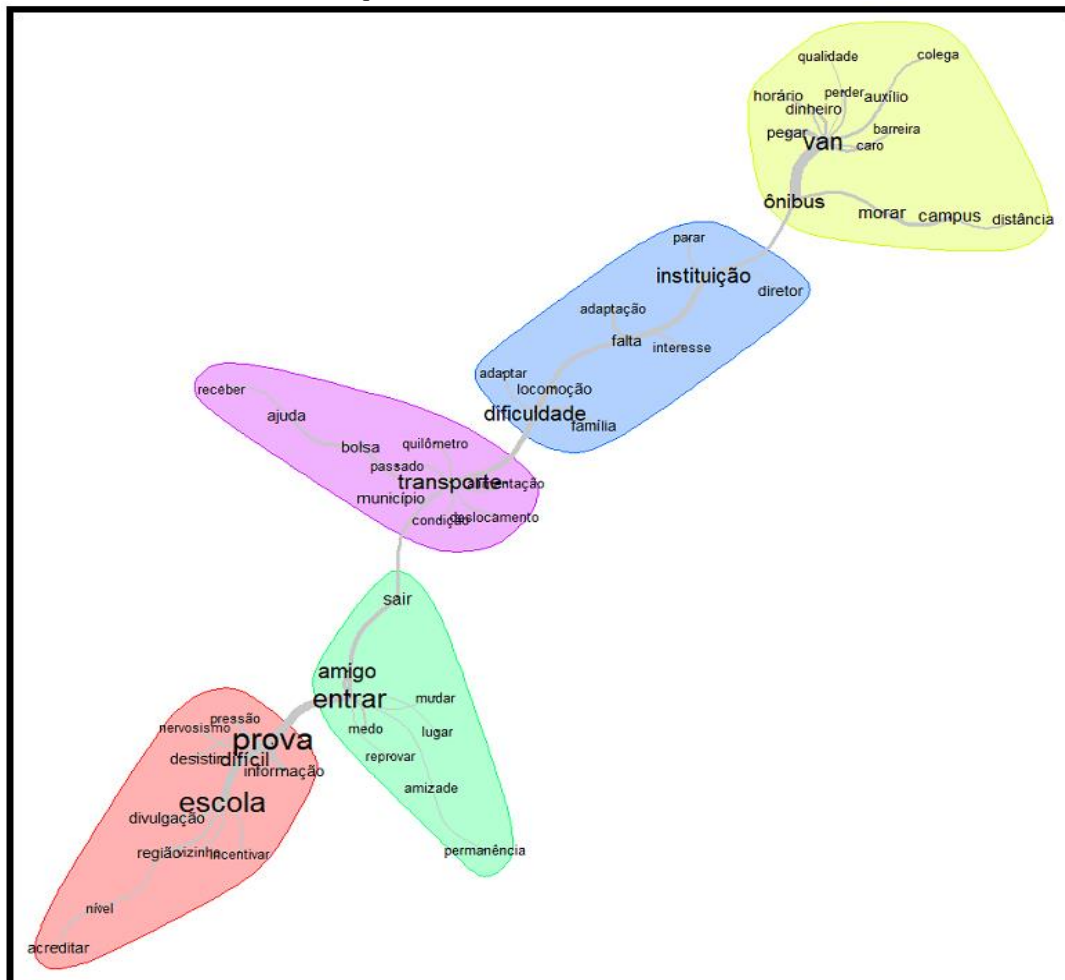 qualidade
colega
horário
perder
auxílio
dinheiro
pegar
barreira
van
caro
ônibus
morar
campus
distância
parar
instituição
diretor
adaptação
falta
interesse
adaptar
locomoção
dificuldade
família
receber
ajuda
bolsa
quilômetro
passado
transporte
alimentação
município
condição
deslocamento
sair
amigo
entrar
mudar
medo
lugar
reprovar
amizade
permanência
pressão
nervosismo
prova
desistir
difícil
informação
escola
divulgação
região
vizinho
incentivar
nível
acreditar